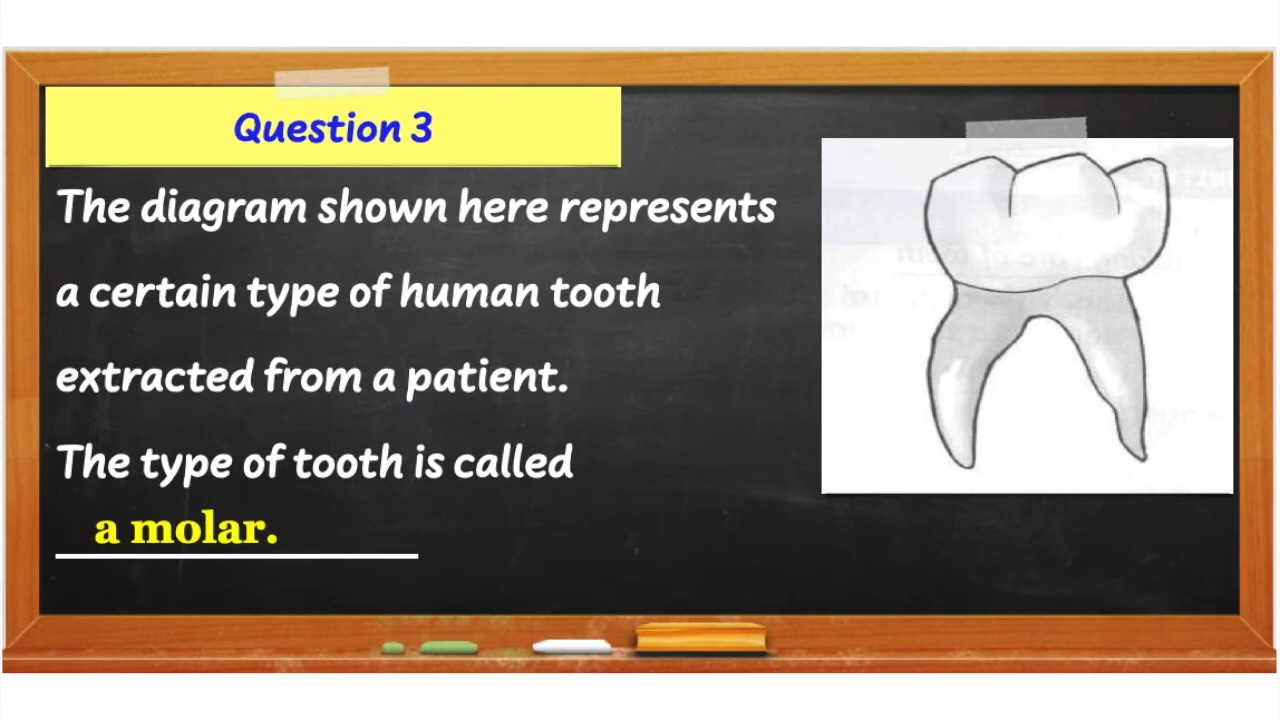 Question 3
The diagram shown here represents
a certain type of human tooth
extracted from a patient.
The type of tooth is called
a molar.